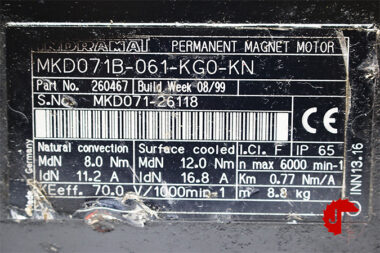 INDRAMAT PERMANENT MAGNET MOTOR
MKD071B-061-KG0-KN
Part No. 260467 Build Week 08/99
S.No. MKD071-26118
Natural Surface cooled I.Cl. F IP 65
MdN 8.0 Nm MdN 12.0 Nm n max 6000 min-1
IdN 11.2 A IdN 16.8 A Km 0.77 Nm/A
KEeff. 70.0 V/1000min-1 m 8.8 kg
Germany
INN13.16